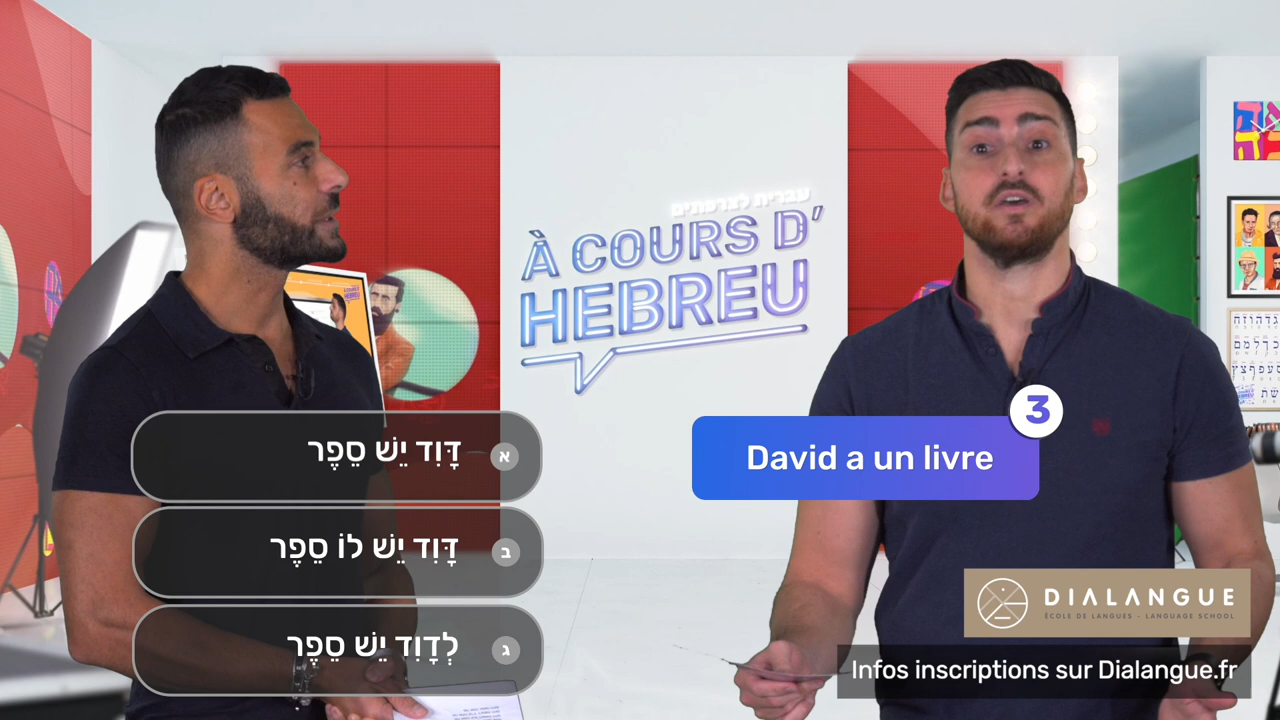 עברית לצרפתים
À COURS D'
HEBREU
א
דָּוִד יֵשׁ סֵפֶר
ב
דָּוִד יֵשׁ לוֹ סֵפֶר
ג
לְדָוִד יֵשׁ סֵפֶר
3
David a un livre
DIALANGUE
ÉCOLE DE LANGUES - LANGUAGE SCHOOL
Infos inscriptions sur Dialangue.fr